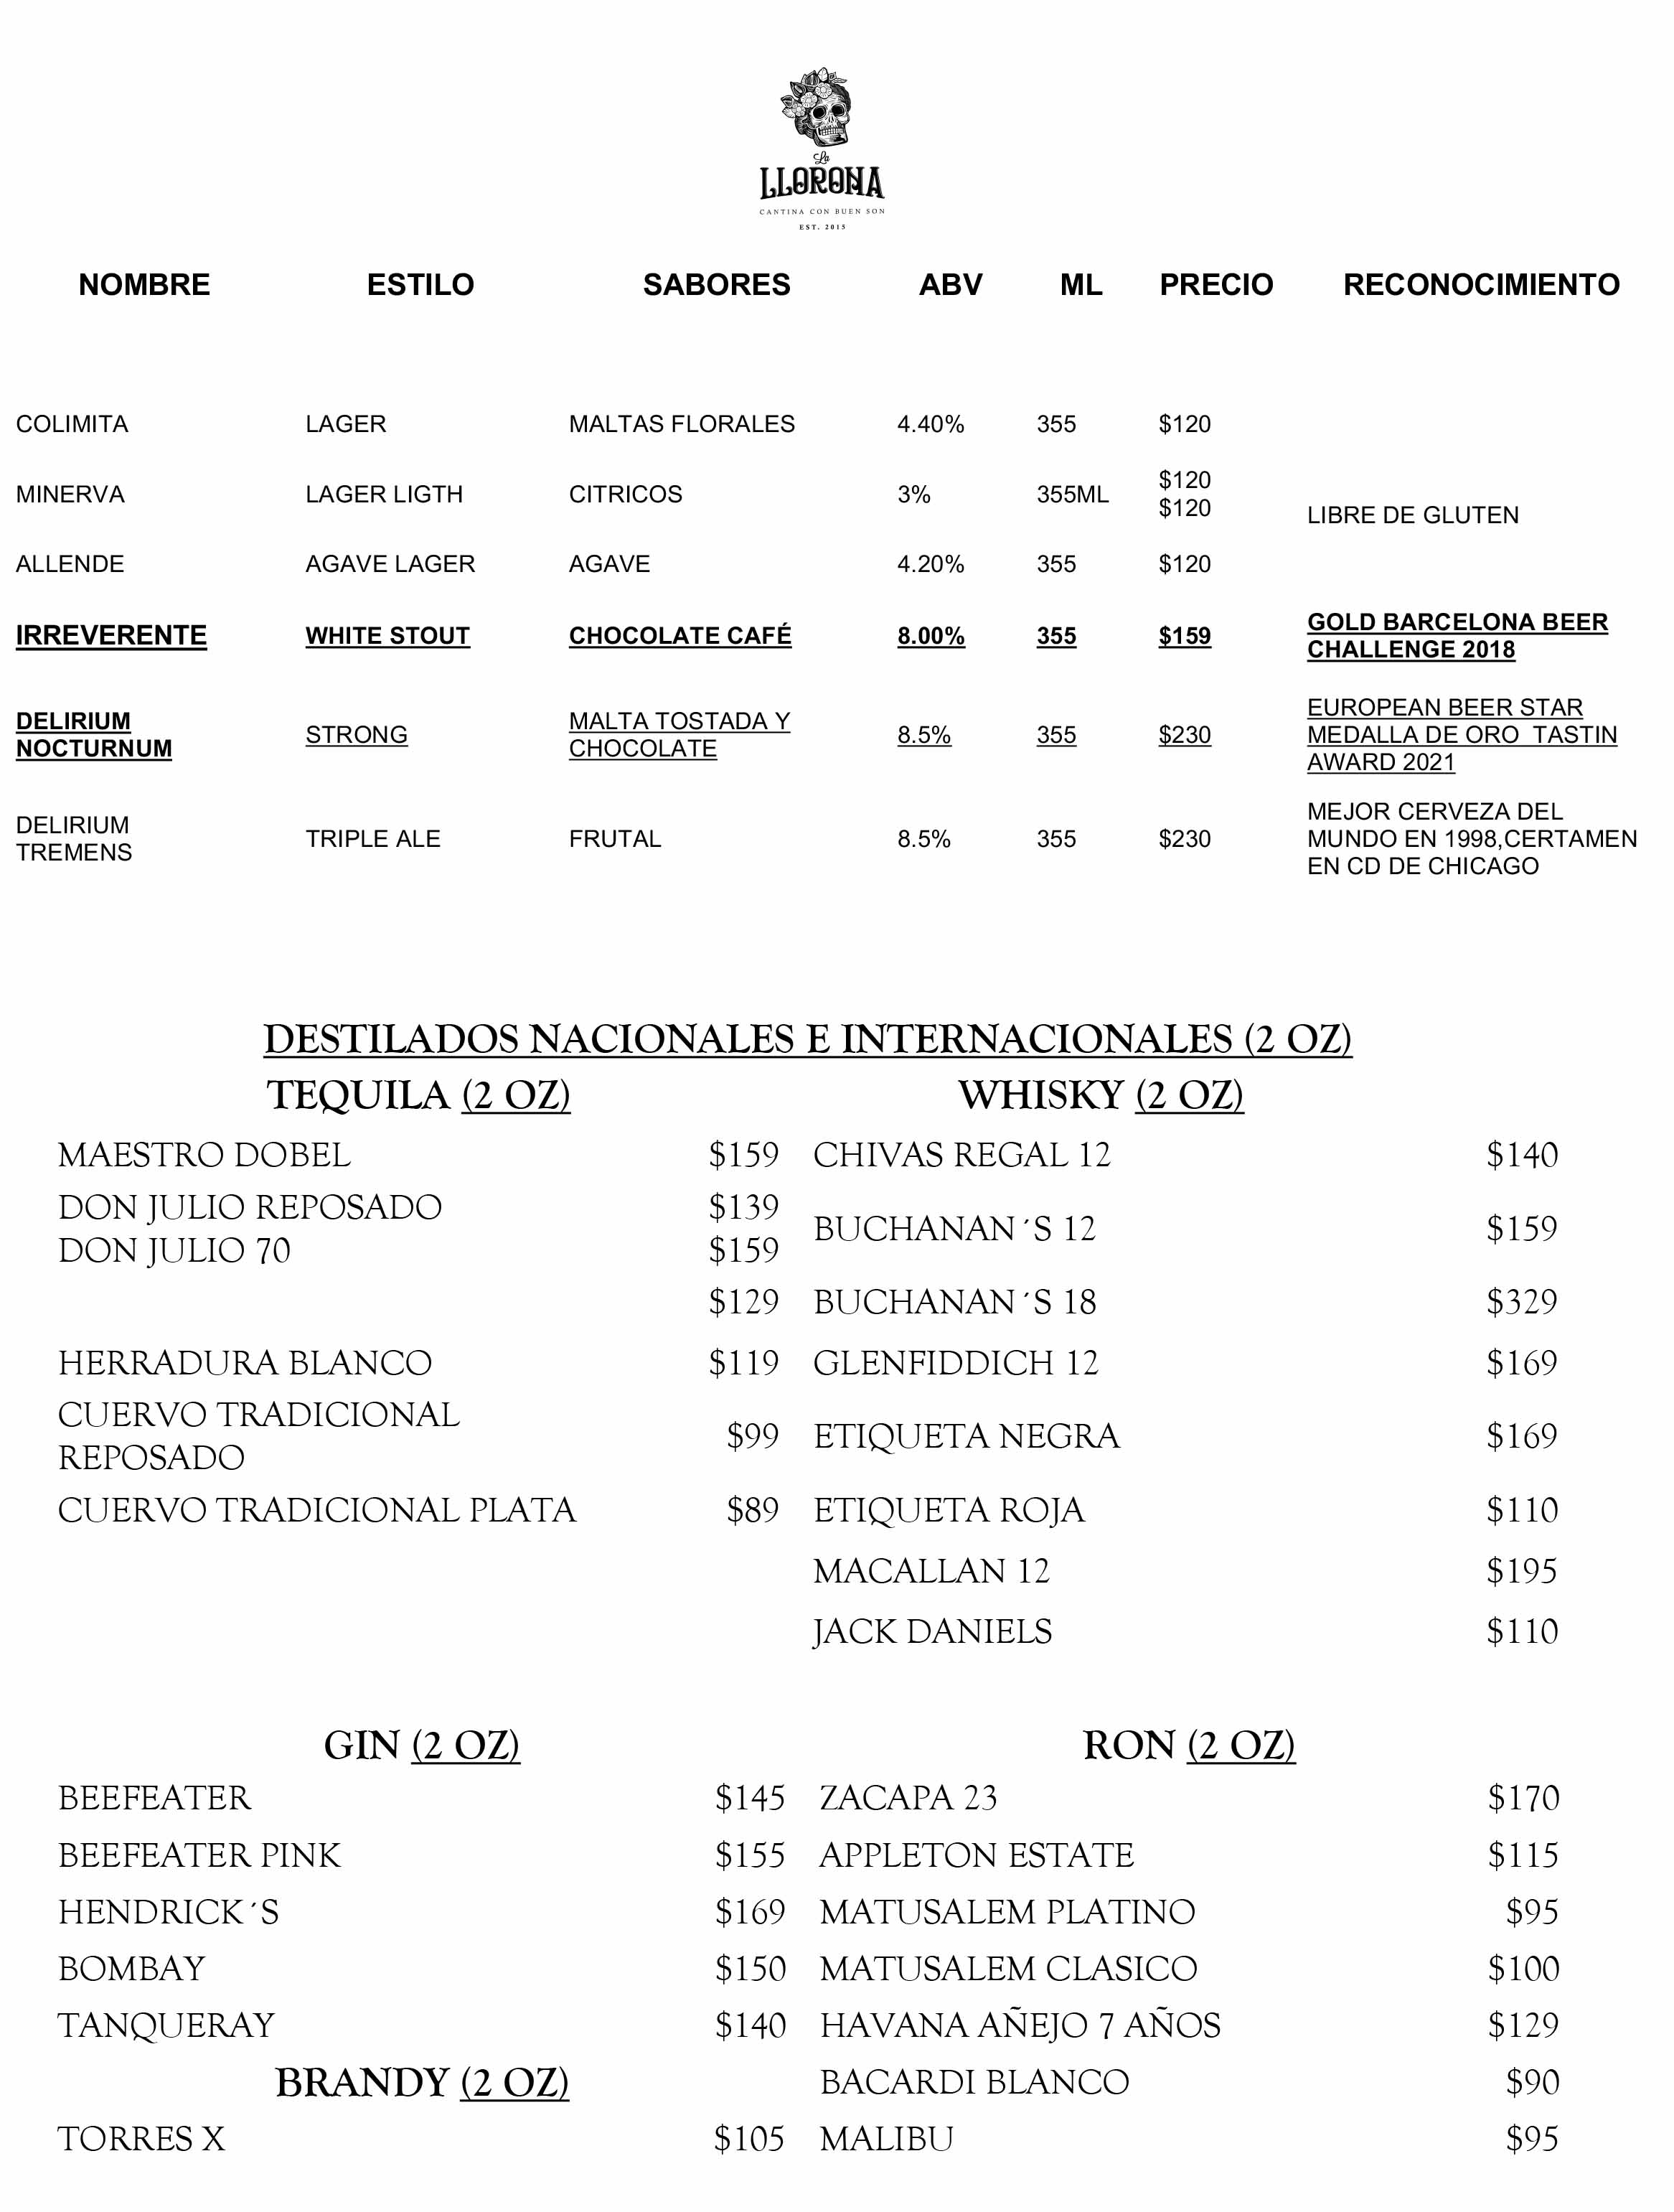 La
LLORONA
CANTINA CON BUEN SON
EST. 2015
NOMBRE ESTILO SABORES ABV ML PRECIO RECONOCIMIENTO
COLIMITA LAGER MALTAS FLORALES 4.40% 355 $120
MINERVA LAGER LIGTH CITRICOS 3% 355ML $120
$120 LIBRE DE GLUTEN
ALLENDE AGAVE LAGER AGAVE 4.20% 355 $120
IRREVERENTE WHITE STOUT CHOCOLATE CAFÉ 8.00% 355 $159 GOLD BARCELONA BEER
CHALLENGE 2018
DELIRIUM
NOCTURNUM
STRONG
MALTA TOSTADA Y
CHOCOLATE
8.5% 355 $230
EUROPEAN BEER STAR
MEDALLA DE ORO  TASTIN
AWARD 2021
DELIRIUM
TREMENS
TRIPLE ALE FRUTAL 8.5% 355 $230
MEJOR CERVEZA DEL
MUNDO EN 1998,CERTAMEN
EN CD DE CHICAGO
DESTILADOS NACIONALES E INTERNACIONALES (2 OZ)
TEQUILA (2 OZ) WHISKY (2 OZ)
MAESTRO DOBEL $159 CHIVAS REGAL 12 $140
DON JULIO REPOSADO $139
DON JULIO 70 $159
BUCHANAN´S 12 $159
$129 BUCHANAN´S 18 $329
HERRADURA BLANCO $119 GLENFIDDICH 12 $169
CUERVO TRADICIONAL
REPOSADO
$99 ETIQUETA NEGRA $169
CUERVO TRADICIONAL PLATA $89 ETIQUETA ROJA $110
MACALLAN 12 $195
JACK DANIELS $110
GIN (2 OZ) RON (2 OZ)
BEEFEATER $145 ZACAPA 23 $170
BEEFEATER PINK $155 APPLETON ESTATE $115
HENDRICK´S $169 MATUSALEM PLATINO $95
BOMBAY $150 MATUSALEM CLASICO $100
TANQUERAY $140 HAVANA AÑEJO 7 AÑOS $129
BRANDY (2 OZ) BACARDI BLANCO $90
TORRES X $105 MALIBU $95